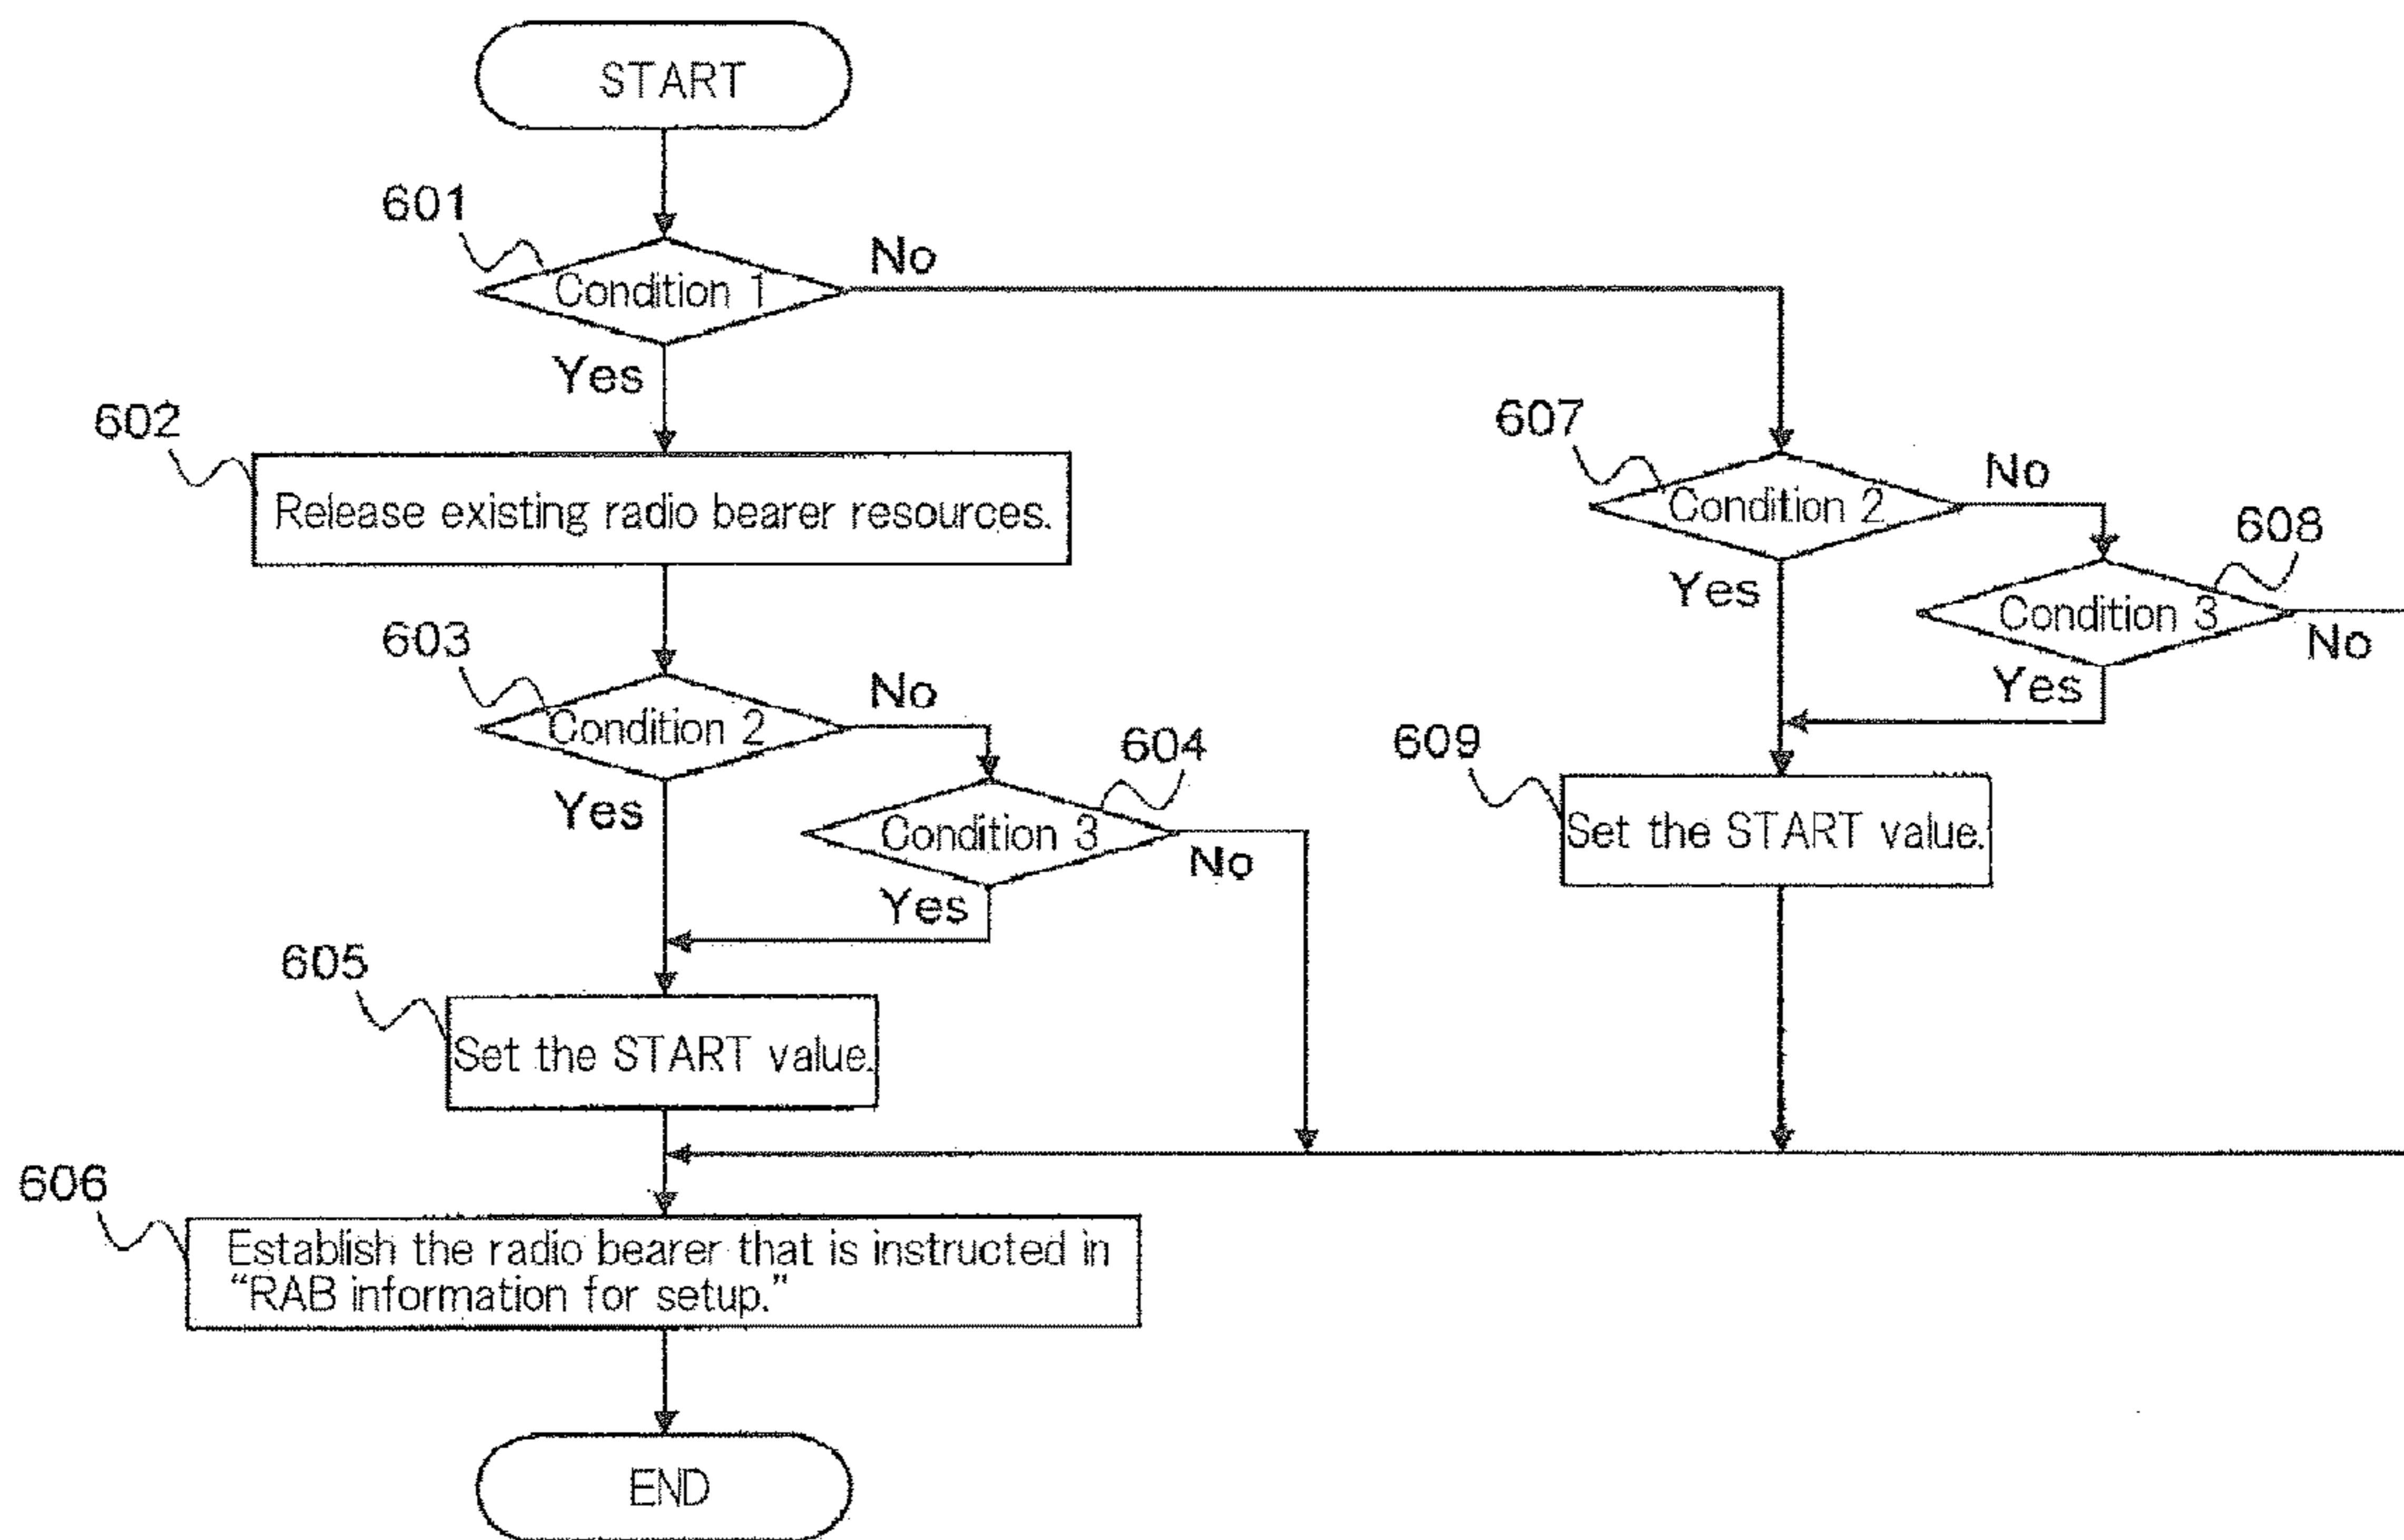 START
601
Condition 1
No
Yes
602
Release existing radio bearer resources.
603
Condition 2
No
Yes
604
Condition 3
No
Yes
605
Set the START value.
607
Condition 2
No
Yes
608
Condition 3
No
Yes
609
Set the START value.
606
Establish the radio bearer that is instructed in
“RAB information for setup.”
END